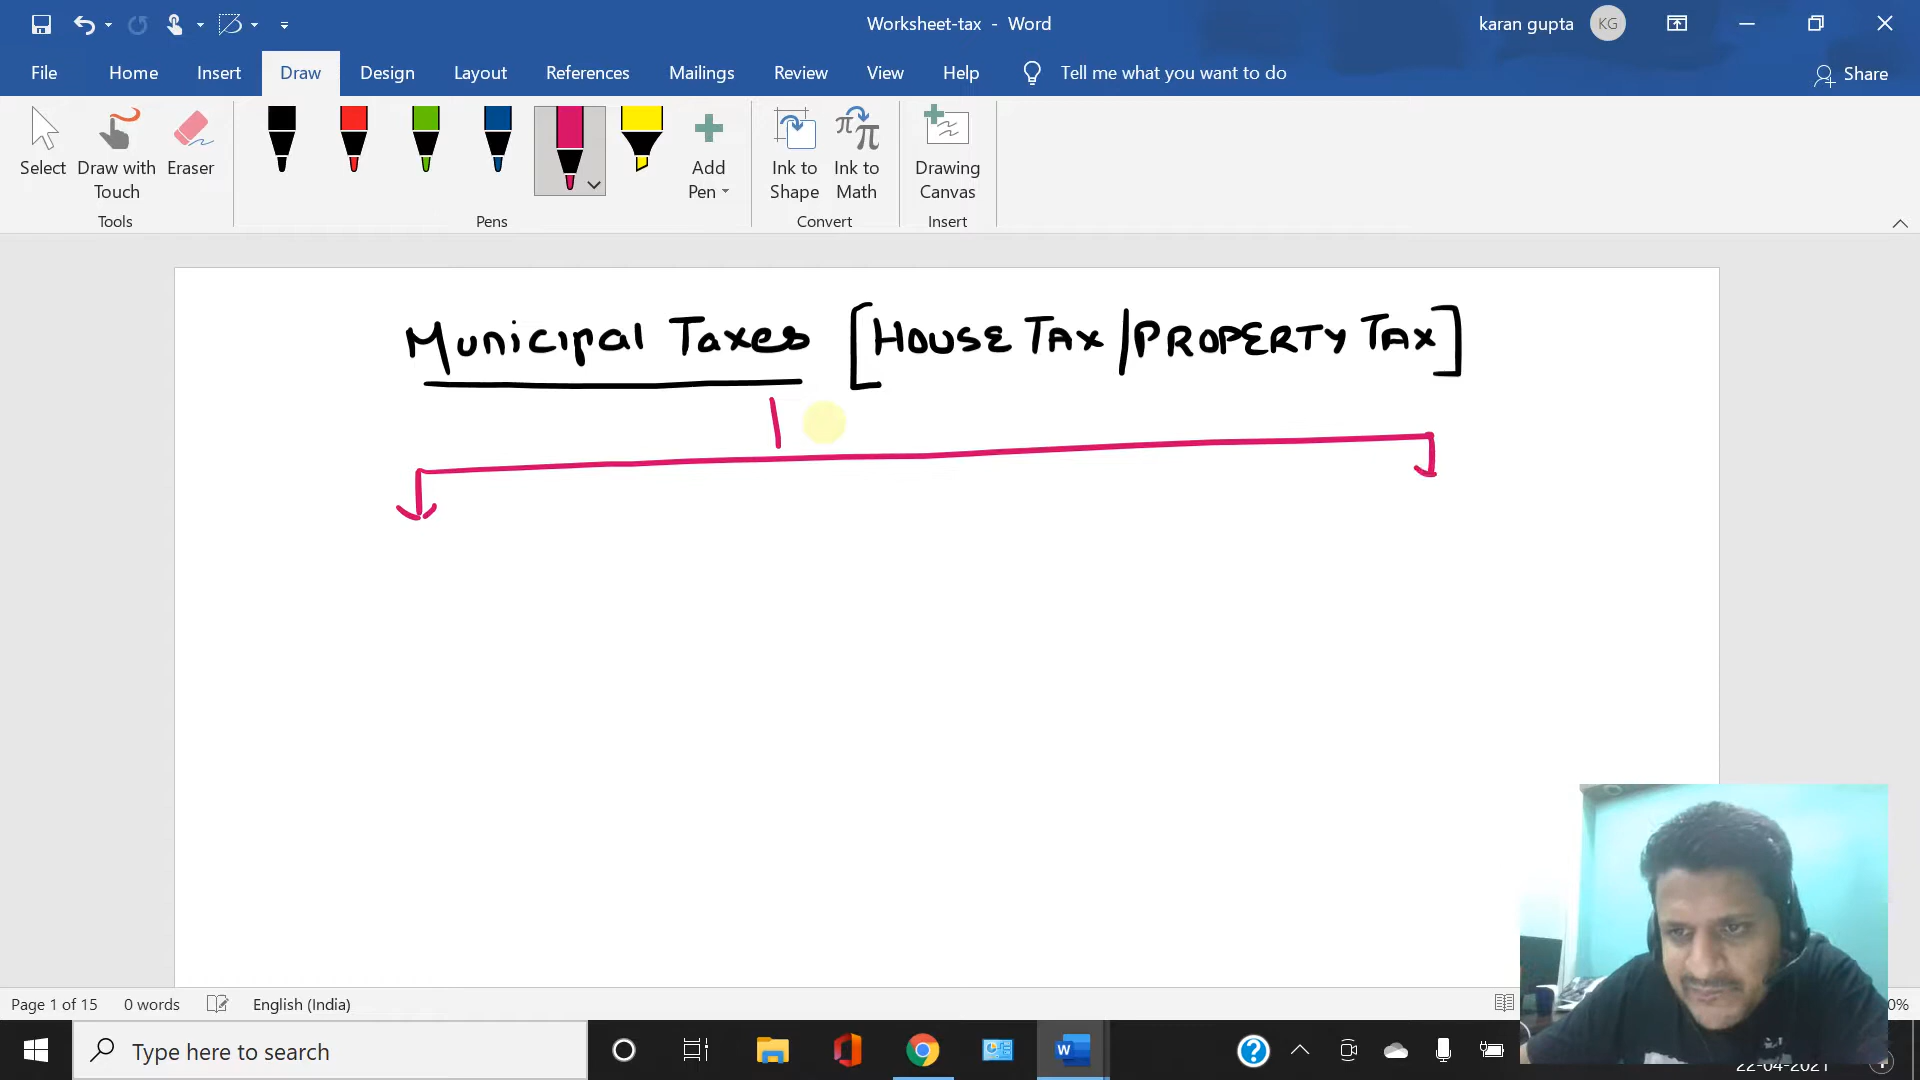 Worksheet-tax - Word
karan gupta KG
File Home Insert Draw Design Layout References Mailings Review View Help Tell me what you want to do Share
Select Draw with Touch Eraser Add Pen Ink to Shape Ink to Math Drawing Canvas
Tools Pens Convert Insert
Municipal Taxes [HOUSE TAX/PROPERTY TAX]
Page 1 of 15 0 words English (India)
Type here to search
22-04-2021